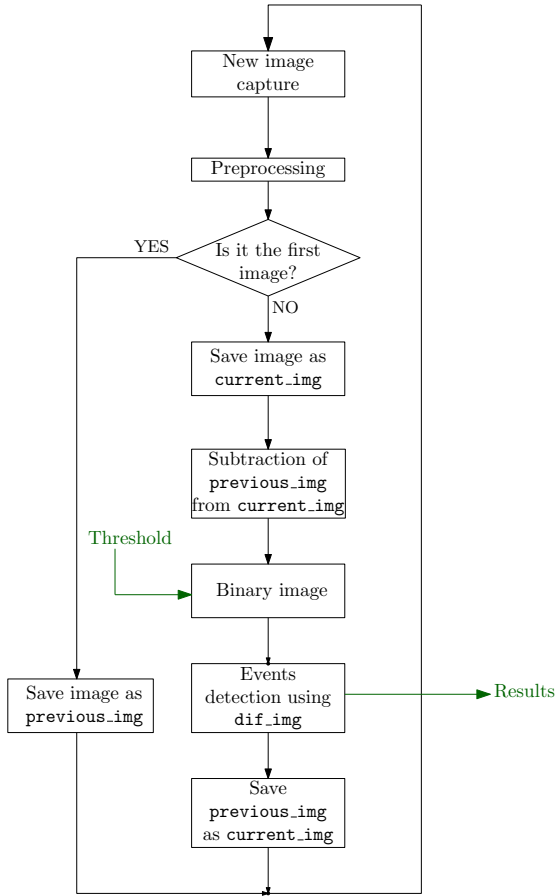 New image
capture
Preprocessing
Is it the first
image?
YES
NO
Save image as
current_img
Subtraction of
previous_img
from current_img
Threshold
Binary image
Events
detection using
dif_img
Results
Save image as
previous_img
Save
previous_img
as current_img